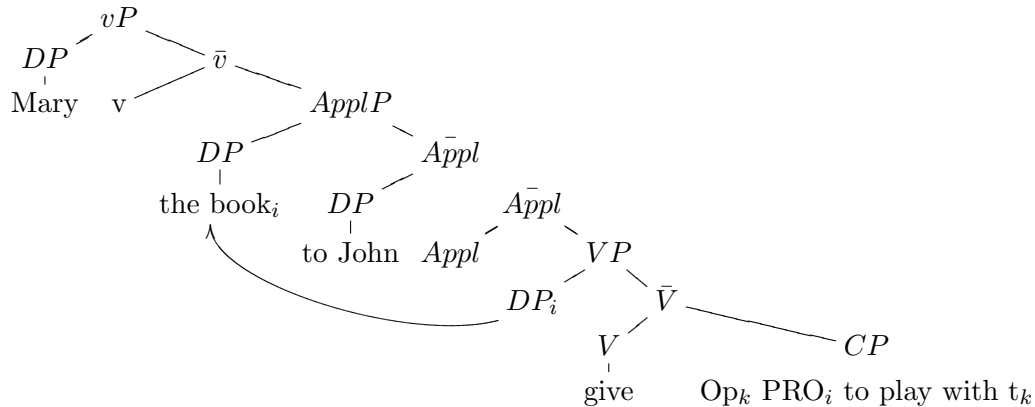 vP
DP v̄
Mary v ApplP
DP Appl̄
the book_i DP Appl̄
to John Appl VP
DP_i V̄
V CP
give Op_k PRO_i to play with t_k